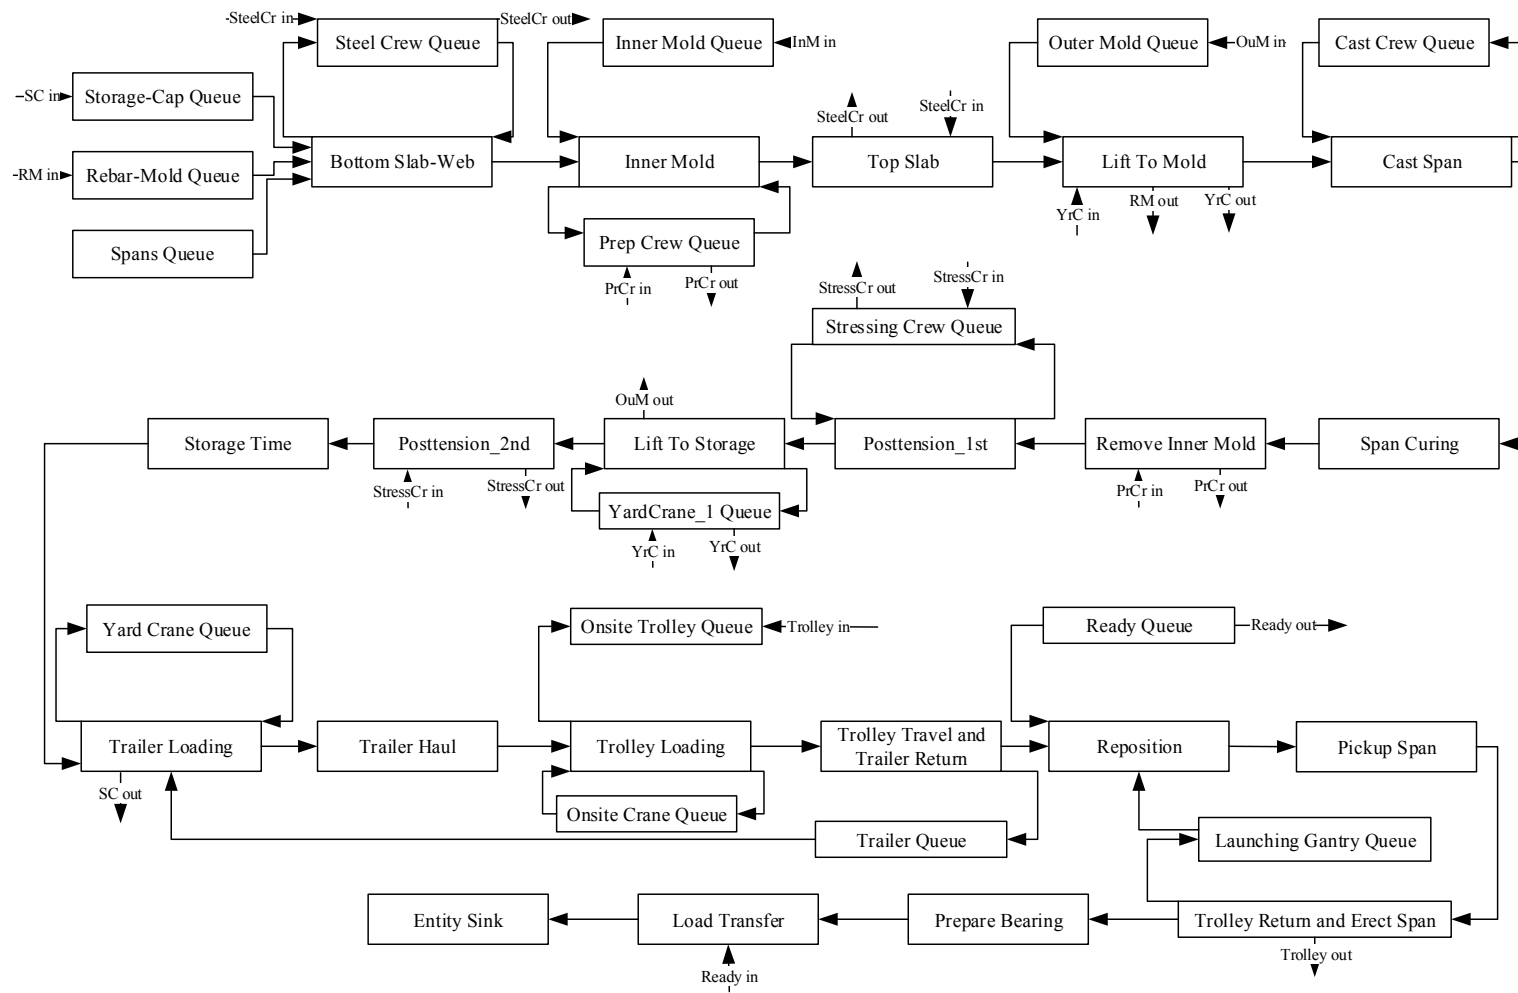 SteelCr in
Steel Crew Queue
SteelCr out
Inner Mold Queue
InM in
Outer Mold Queue
OuM in
Cast Crew Queue
SC in
Storage-Cap Queue
SteelCr out
SteelCr in
Bottom Slab-Web
Inner Mold
Top Slab
Lift To Mold
Cast Span
RM in
Rebar-Mold Queue
YrC in
RM out
YrC out
Spans Queue
Prep Crew Queue
PrCr in
PrCr out
StressCr out
StressCr in
Stressing Crew Queue
OuM out
Storage Time
Posttension_2nd
Lift To Storage
Posttension_1st
Remove Inner Mold
Span Curing
StressCr in
StressCr out
PrCr in
PrCr out
YardCrane_1 Queue
YrC in
YrC out
Yard Crane Queue
Onsite Trolley Queue
Trolley in
Ready Queue
Ready out
Trailer Loading
Trailer Haul
Trolley Loading
Trolley Travel and
Trailer Return
Reposition
Pickup Span
SC out
Onsite Crane Queue
Trailer Queue
Launching Gantry Queue
Entity Sink
Load Transfer
Prepare Bearing
Trolley Return and Erect Span
Trolley out
Ready in